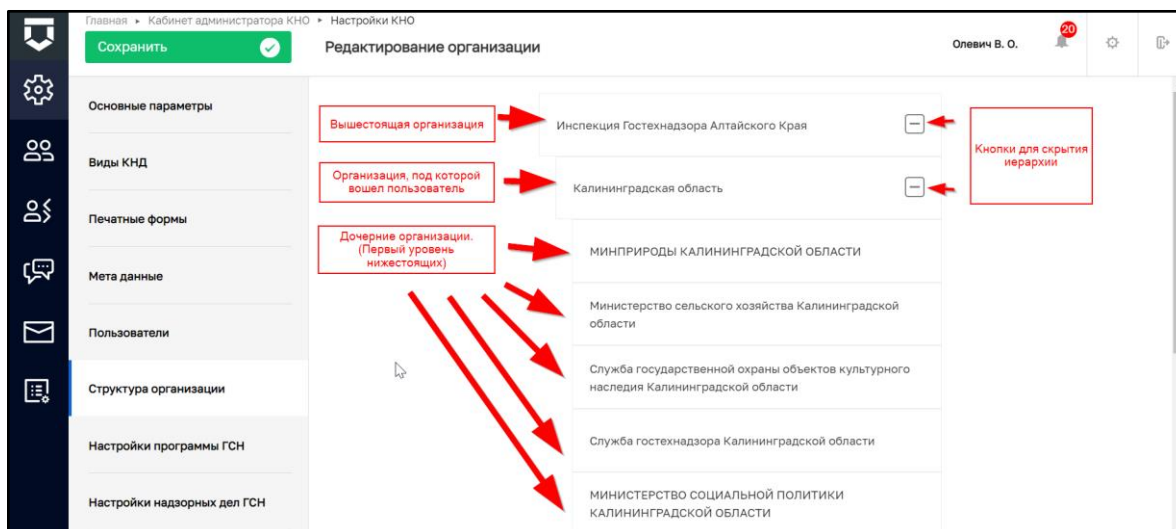 Главная ▸ Кабинет администратора КНО ▸ Настройки КНО
Сохранить
Редактирование организации
Олевич В. О.
20
Основные параметры
Виды КНД
Печатные формы
Мета данные
Пользователи
Структура организации
Настройки программы ГСН
Настройки надзорных дел ГСН
Вышестоящая организация
Инспекция Гостехнадзора Алтайского Края
Кнопки для скрытия
иерархии
Организация, под которой
вошел пользователь
Калининградская область
Дочерние организации.
(Первый уровень
нижестоящих)
МИНПРИРОДЫ КАЛИНИНГРАДСКОЙ ОБЛАСТИ
Министерство сельского хозяйства Калининградской
области
Служба государственной охраны объектов культурного
наследия Калининградской области
Служба гостехнадзора Калининградской области
МИНИСТЕРСТВО СОЦИАЛЬНОЙ ПОЛИТИКИ
КАЛИНИНГРАДСКОЙ ОБЛАСТИ